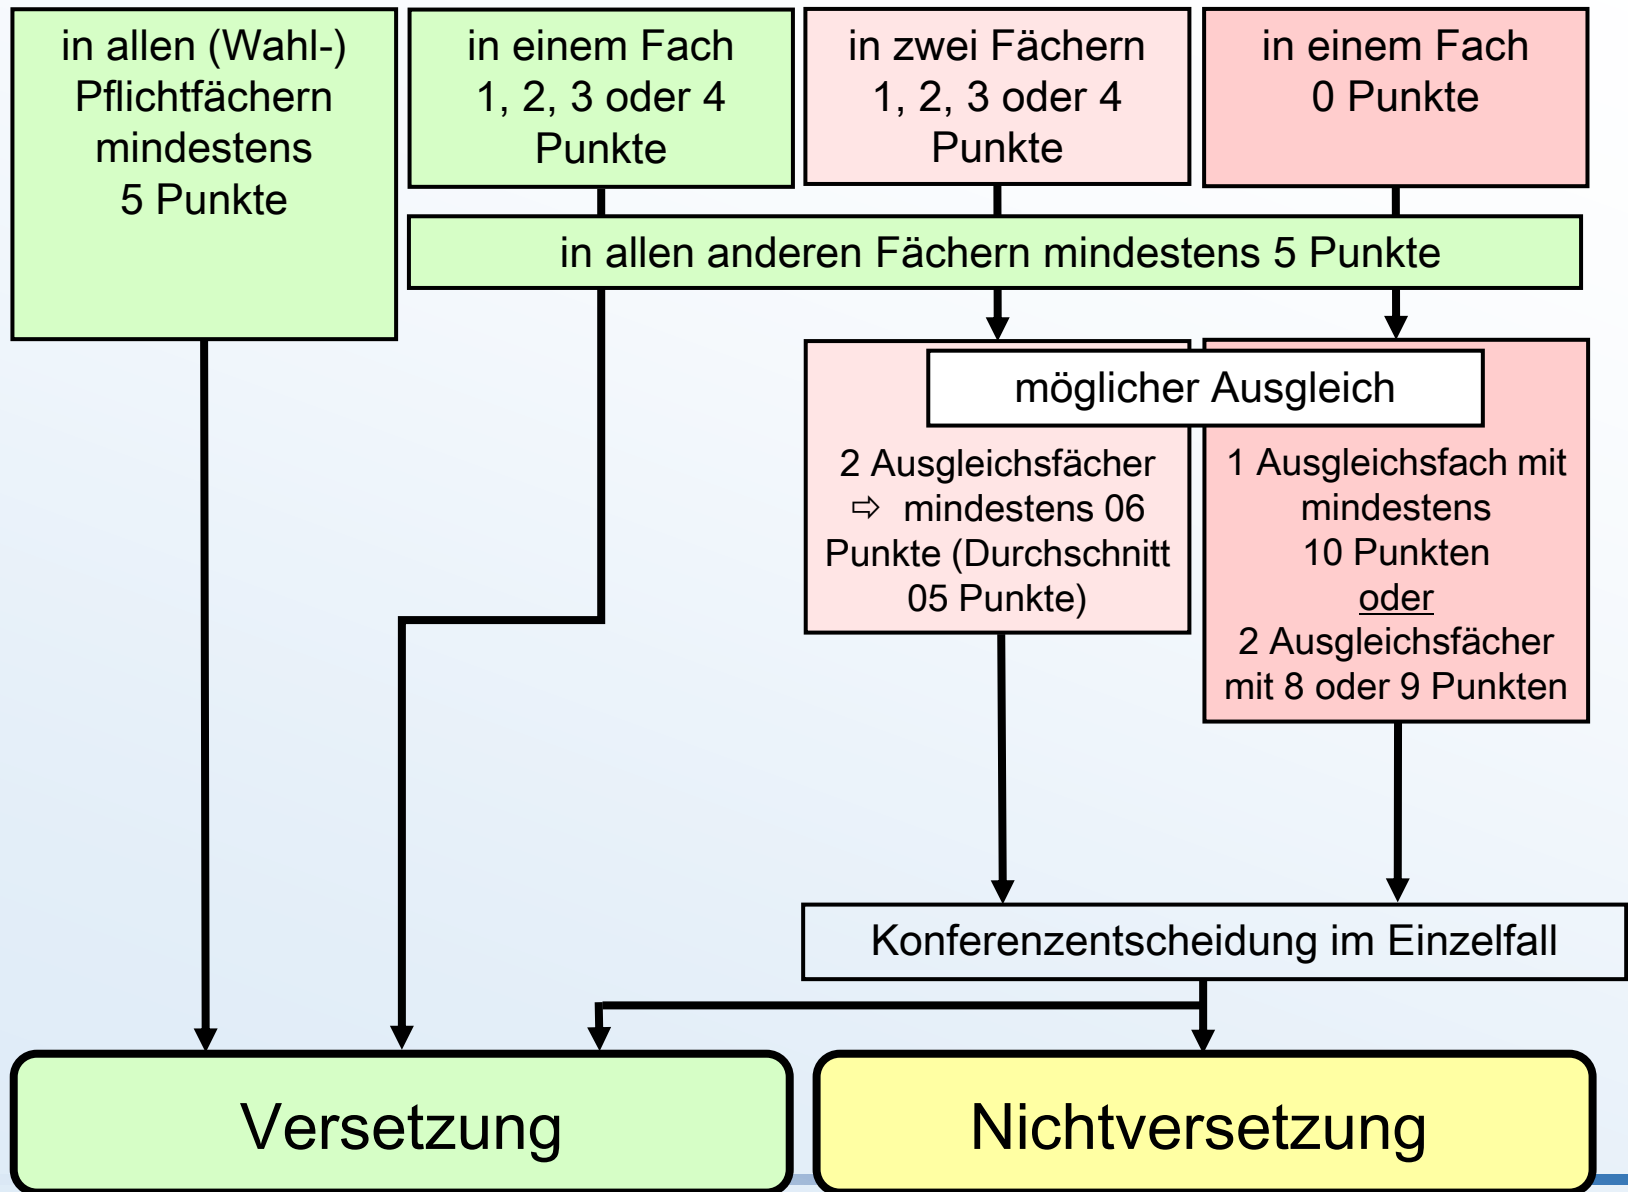 in allen (Wahl-)
Pflichtfächern
mindestens
5 Punkte
in einem Fach
1, 2, 3 oder 4
Punkte
in zwei Fächern
1, 2, 3 oder 4
Punkte
in einem Fach
0 Punkte
in allen anderen Fächern mindestens 5 Punkte
möglicher Ausgleich
2 Ausgleichsfächer
⇨ mindestens 06
Punkte (Durchschnitt
05 Punkte)
1 Ausgleichsfach mit
mindestens
10 Punkten
oder
2 Ausgleichsfächer
mit 8 oder 9 Punkten
Konferenzentscheidung im Einzelfall
Versetzung
Nichtversetzung